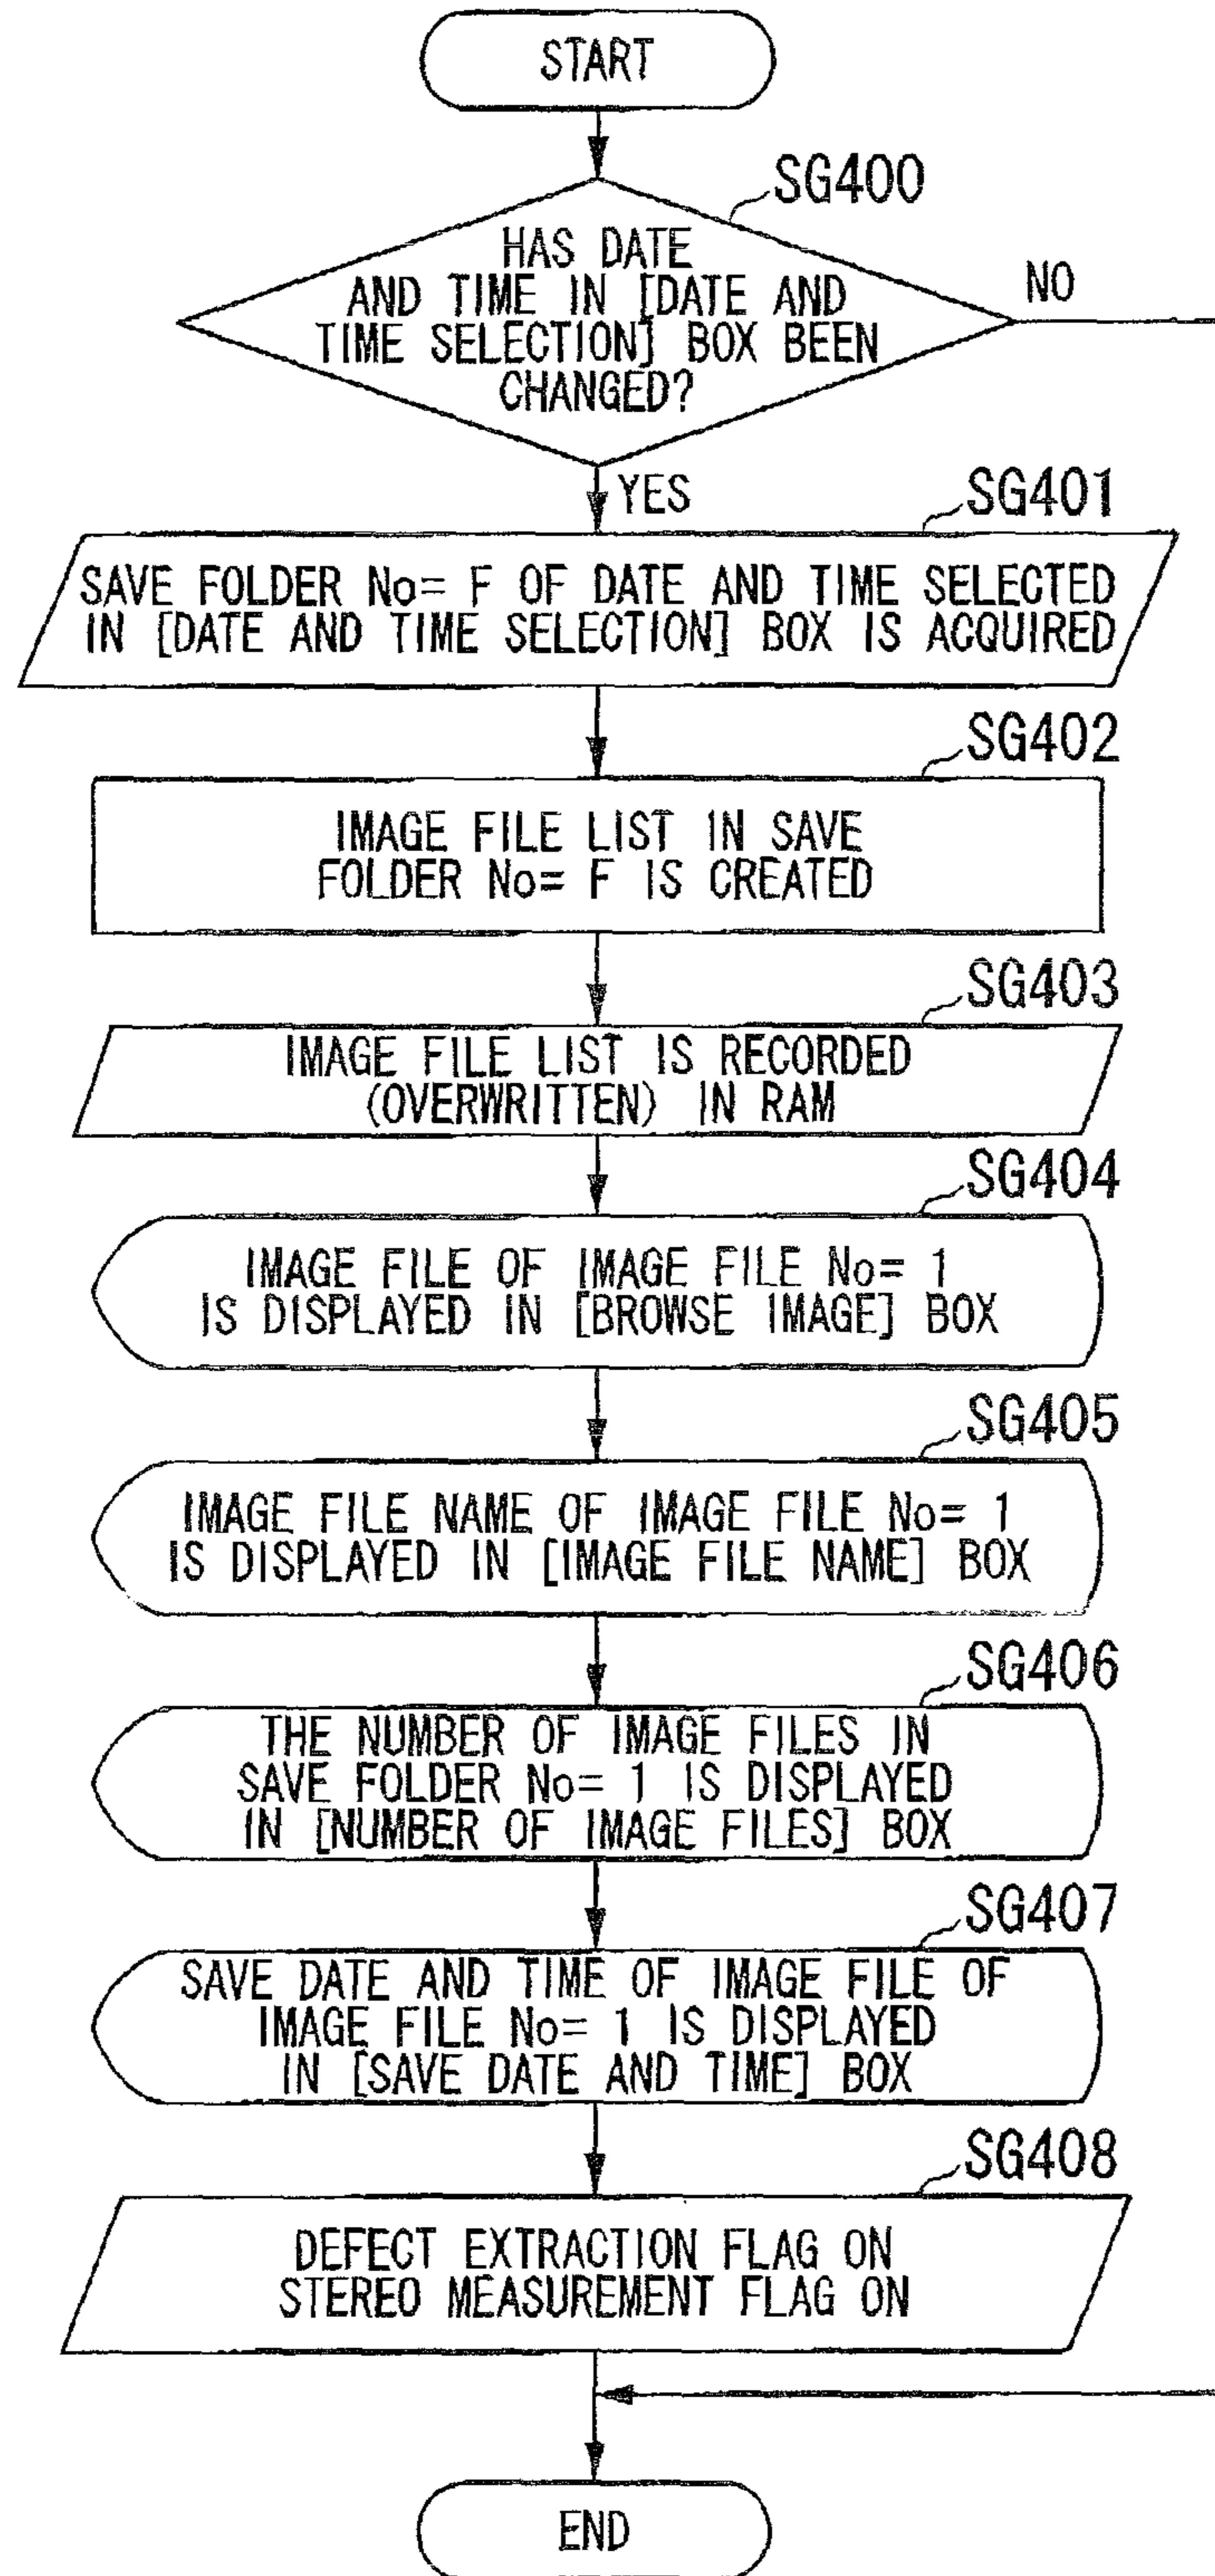 START
SG400
HAS DATE
AND TIME IN [DATE AND
TIME SELECTION] BOX BEEN
CHANGED?
NO
YES
SG401
SAVE FOLDER No= F OF DATE AND TIME SELECTED
IN [DATE AND TIME SELECTION] BOX IS ACQUIRED
SG402
IMAGE FILE LIST IN SAVE
FOLDER No= F IS CREATED
SG403
IMAGE FILE LIST IS RECORDED
(OVERWRITTEN) IN RAM
SG404
IMAGE FILE OF IMAGE FILE No= 1
IS DISPLAYED IN [BROWSE IMAGE] BOX
SG405
IMAGE FILE NAME OF IMAGE FILE No= 1
IS DISPLAYED IN [IMAGE FILE NAME] BOX
SG406
THE NUMBER OF IMAGE FILES IN
SAVE FOLDER No= 1 IS DISPLAYED
IN [NUMBER OF IMAGE FILES] BOX
SG407
SAVE DATE AND TIME OF IMAGE FILE OF
IMAGE FILE No= 1 IS DISPLAYED
IN [SAVE DATE AND TIME] BOX
SG408
DEFECT EXTRACTION FLAG ON
STEREO MEASUREMENT FLAG ON
END